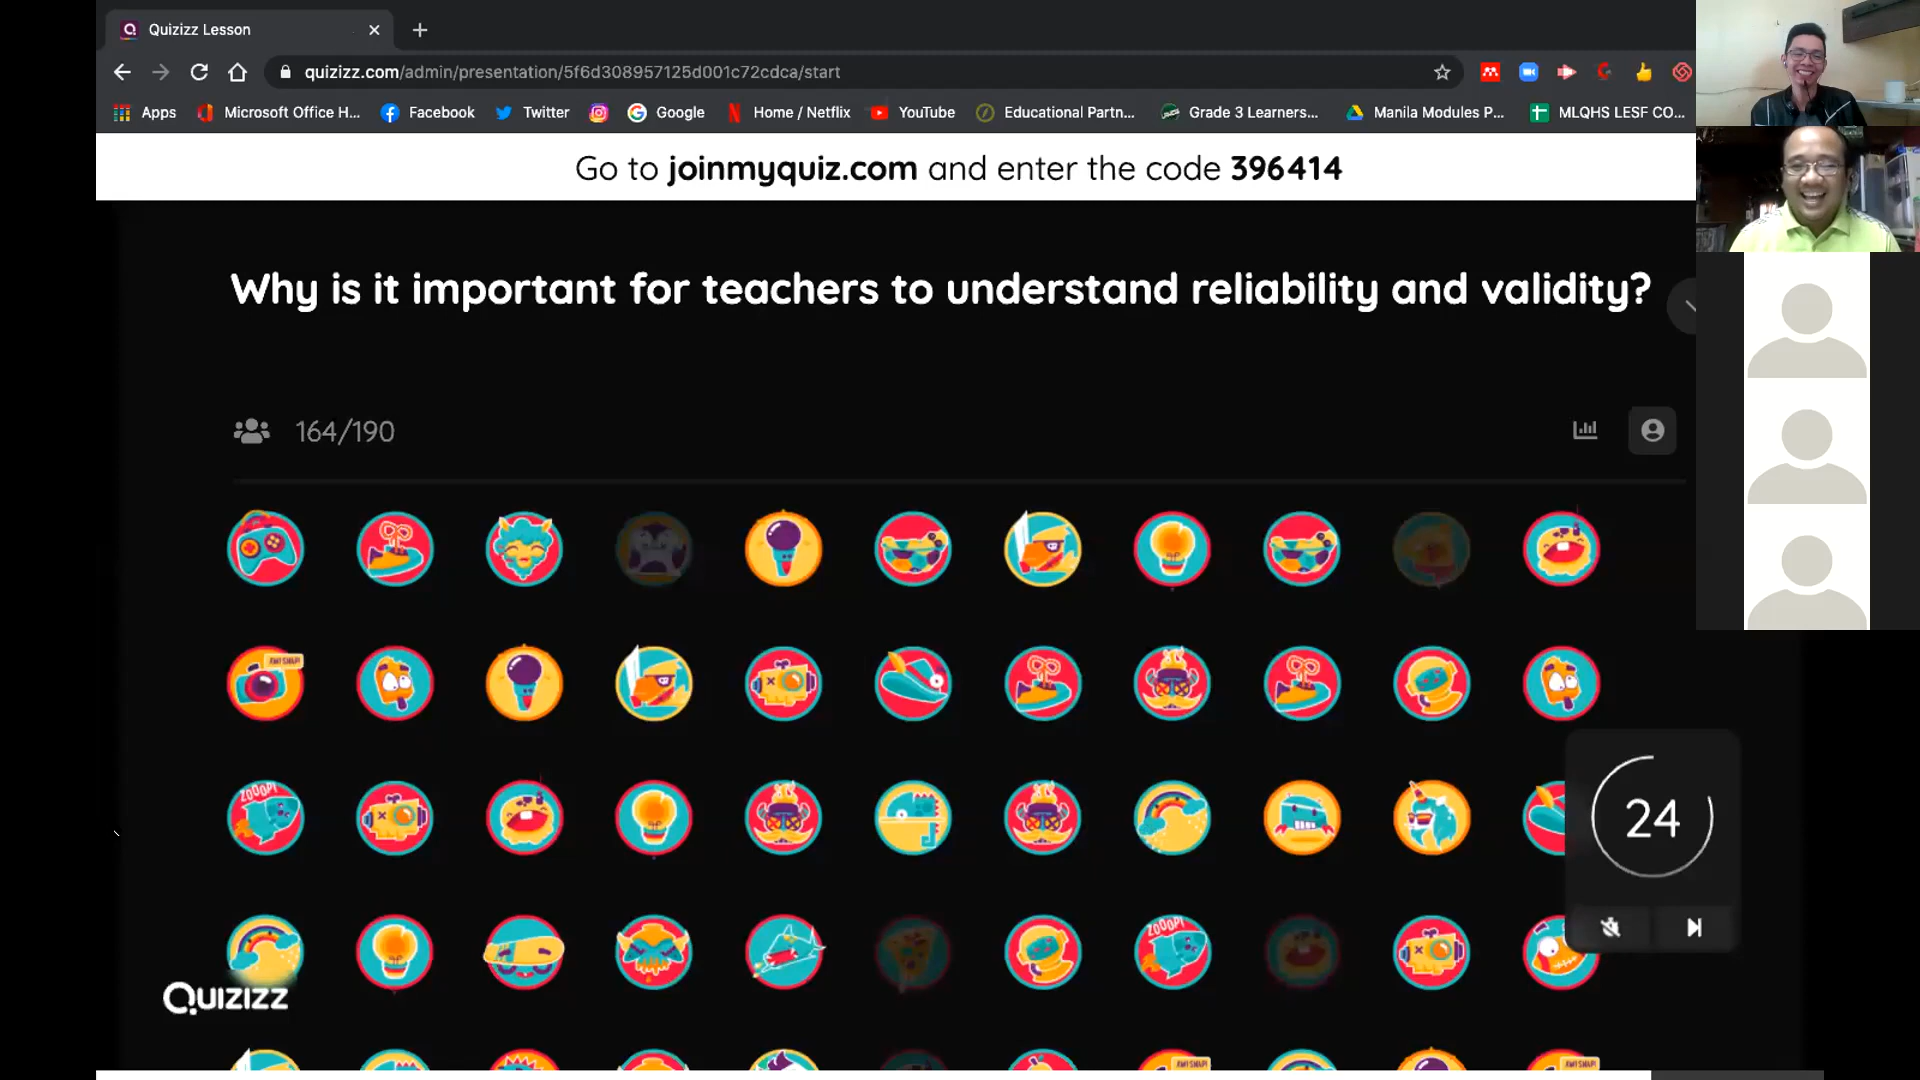 Quizizz Lesson
quizizz.com/admin/presentation/5f6d308957125d001c72cdca/start
Apps Microsoft Office H... Facebook Twitter Google Home / Netflix YouTube Educational Partn... Grade 3 Learners... Manila Modules P... MLQHS LESF CO...
Go to joinmyquiz.com and enter the code 396414
Why is it important for teachers to understand reliability and validity?
164/190
ZOOOP!
24
ZOOOP!
Quizizz